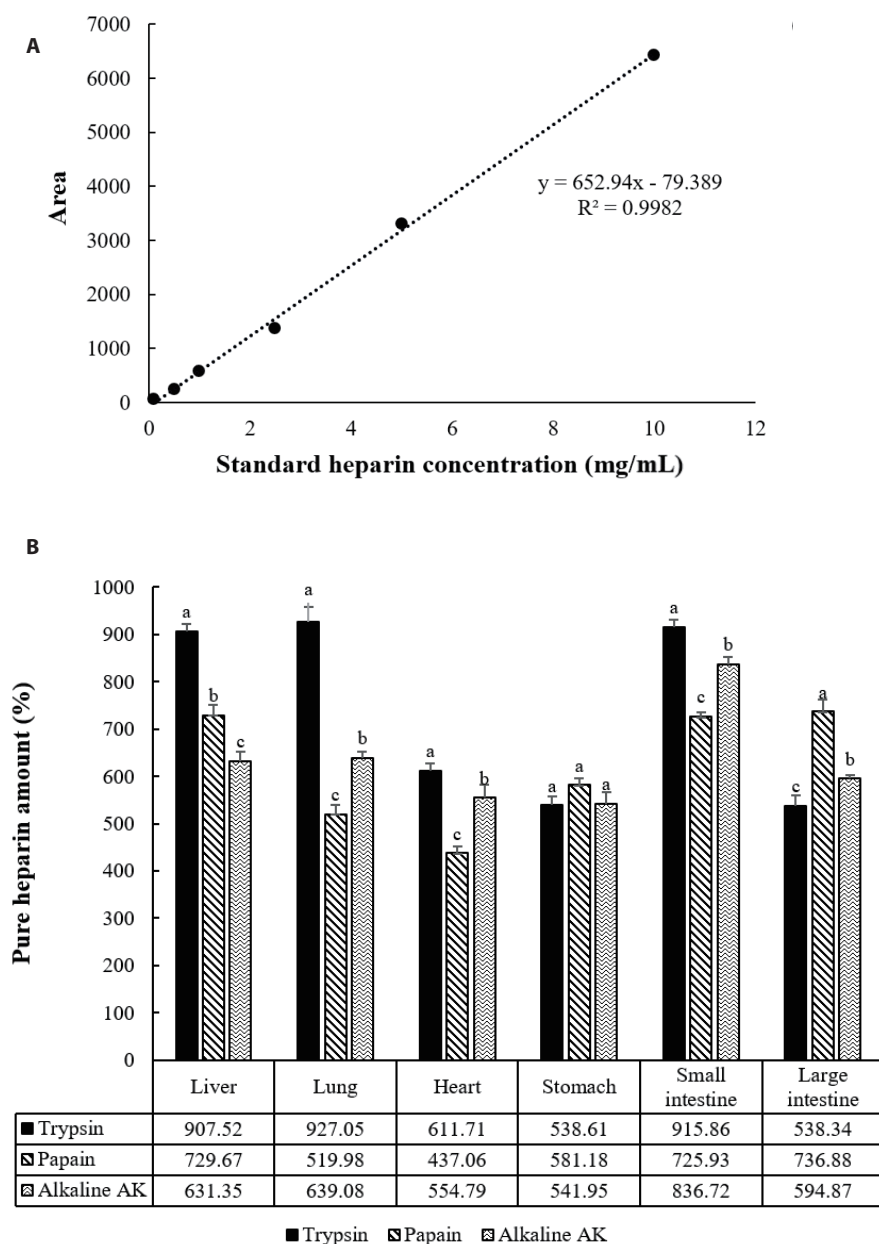 A
7000
6000
5000
4000
3000
2000
1000
0
Area
y = 652.94x - 79.389
R² = 0.9982
0 2 4 6 8 10 12
Standard heparin concentration (mg/mL)
B
1000
900
800
700
600
500
400
300
200
100
0
Pure heparin amount (%)
a b c
a c b
a c b
a a a
a c b
c a b
Liver Lung Heart Stomach Small intestine Large intestine
Trypsin 907.52 927.05 611.71 538.61 915.86 538.34
Papain 729.67 519.98 437.06 581.18 725.93 736.88
Alkaline AK 631.35 639.08 554.79 541.95 836.72 594.87
Trypsin Papain Alkaline AK